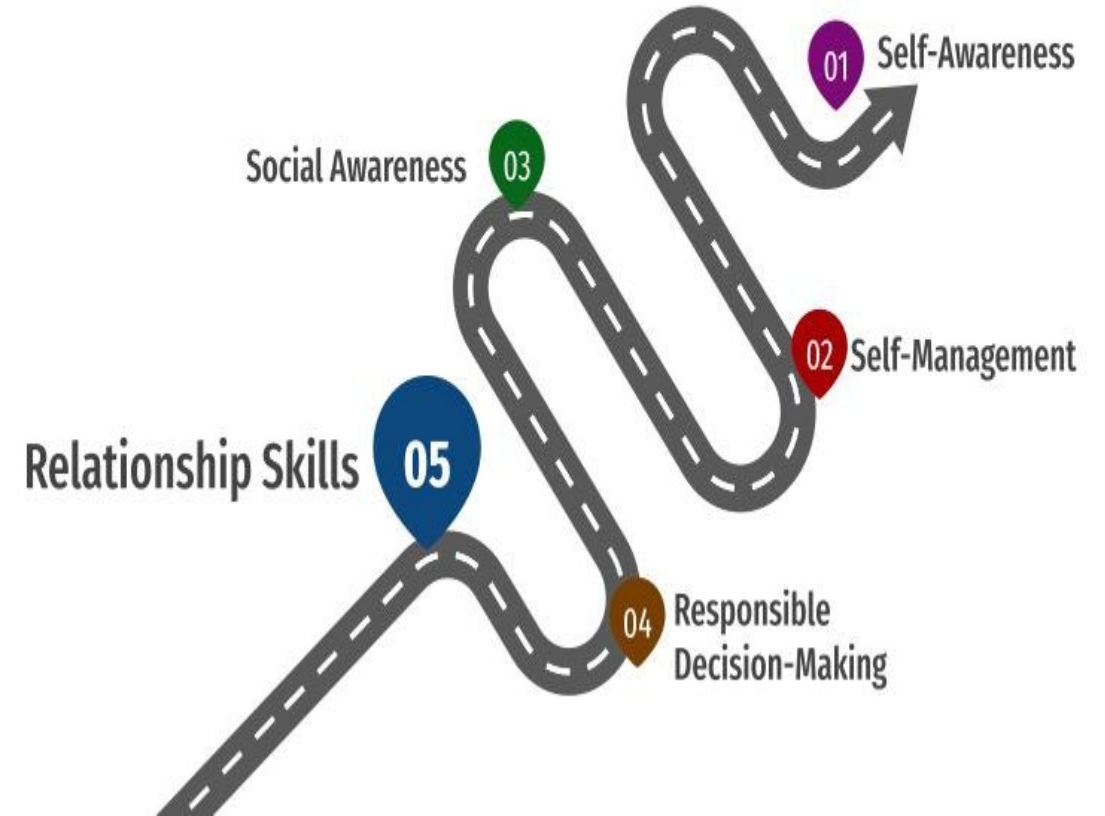 01 Self-Awareness
Social Awareness 03
02 Self-Management
Relationship Skills 05
04 Responsible
Decision-Making